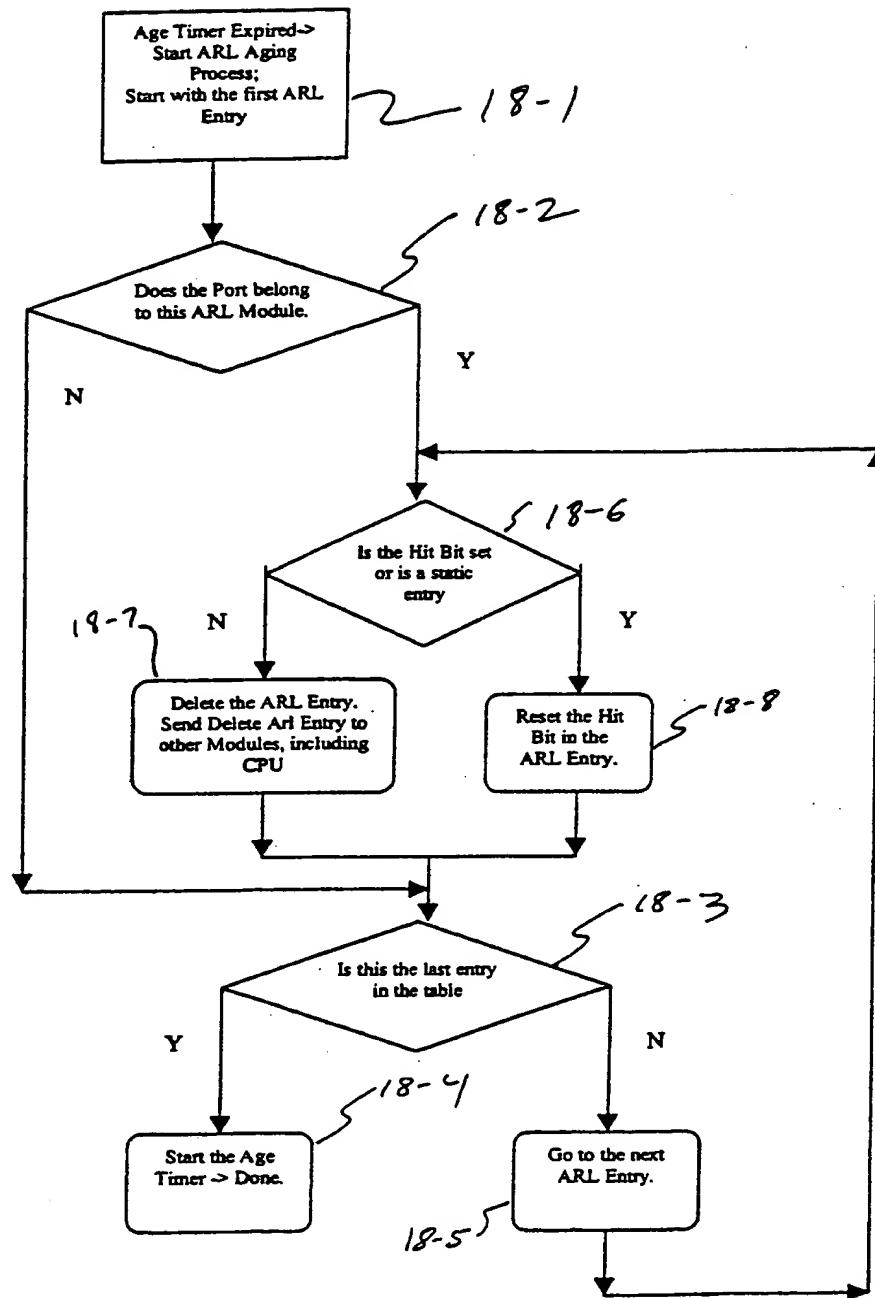 Age Timer Expired->
Start ARL Aging
Process;
Start with the first ARL
Entry
18-1
18-2
Does the Port belong
to this ARL Module.
N
Y
18-6
Is the Hit Bit set
or is a static
entry
18-7
N
Y
Delete the ARL Entry.
Send Delete Arl Entry to
other Modules, including
CPU
Reset the Hit
Bit in the
ARL Entry.
18-8
18-3
Is this the last entry
in the table
Y
N
18-4
Start the Age
Timer -> Done.
Go to the next
ARL Entry.
18-5